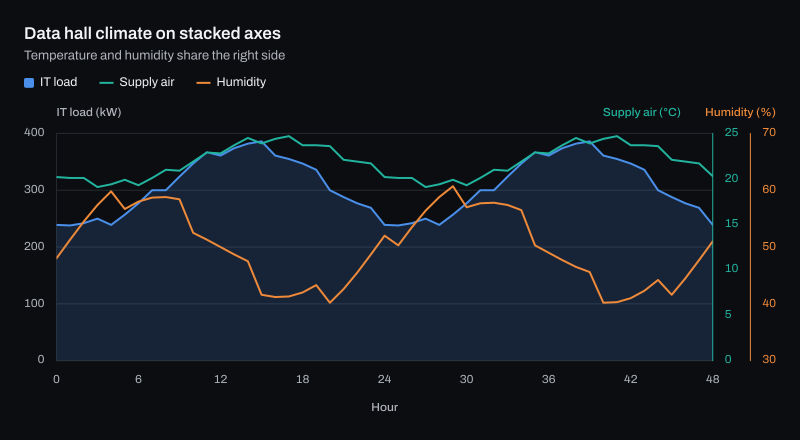 Data hall climate on stacked axes
Temperature and humidity share the right side
IT load Supply air Humidity
IT load (kW) Supply air (°C) Humidity (%)
400 25 70
20
300 60
15
200 50
10
100 5 40
0 0 30
0 6 12 18 24 30 36 42 48
Hour